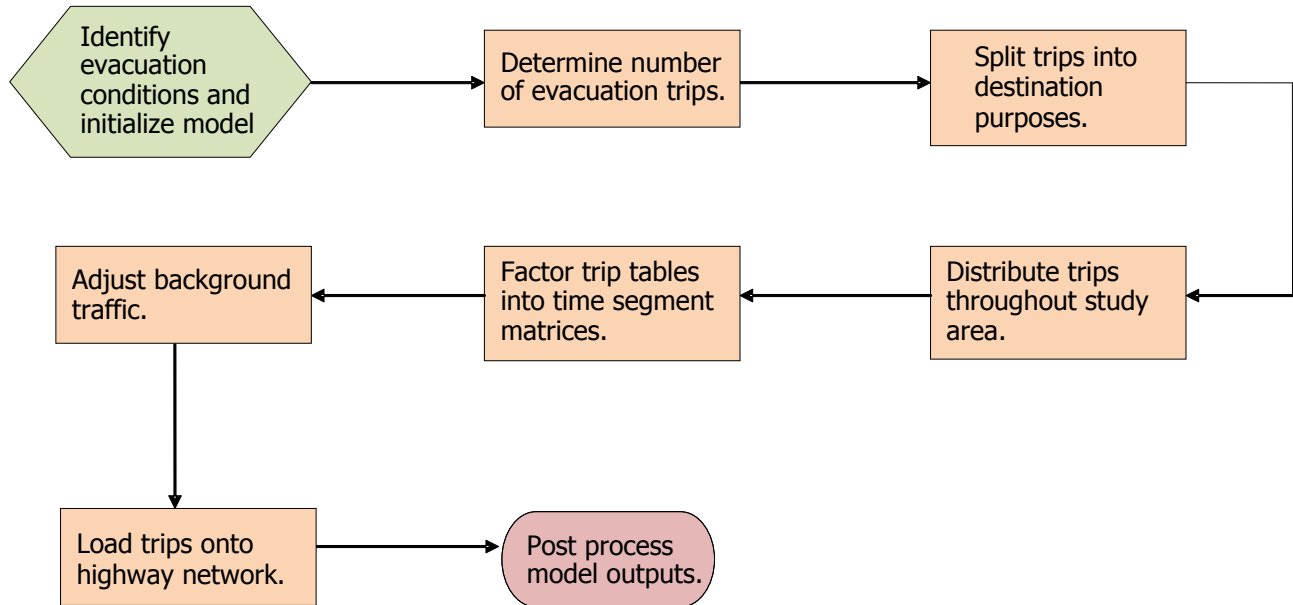 Identify
evacuation
conditions and
initialize model
Determine number
of evacuation trips.
Split trips into
destination
purposes.
Distribute trips
throughout study
area.
Factor trip tables
into time segment
matrices.
Adjust background
traffic.
Load trips onto
highway network.
Post process
model outputs.